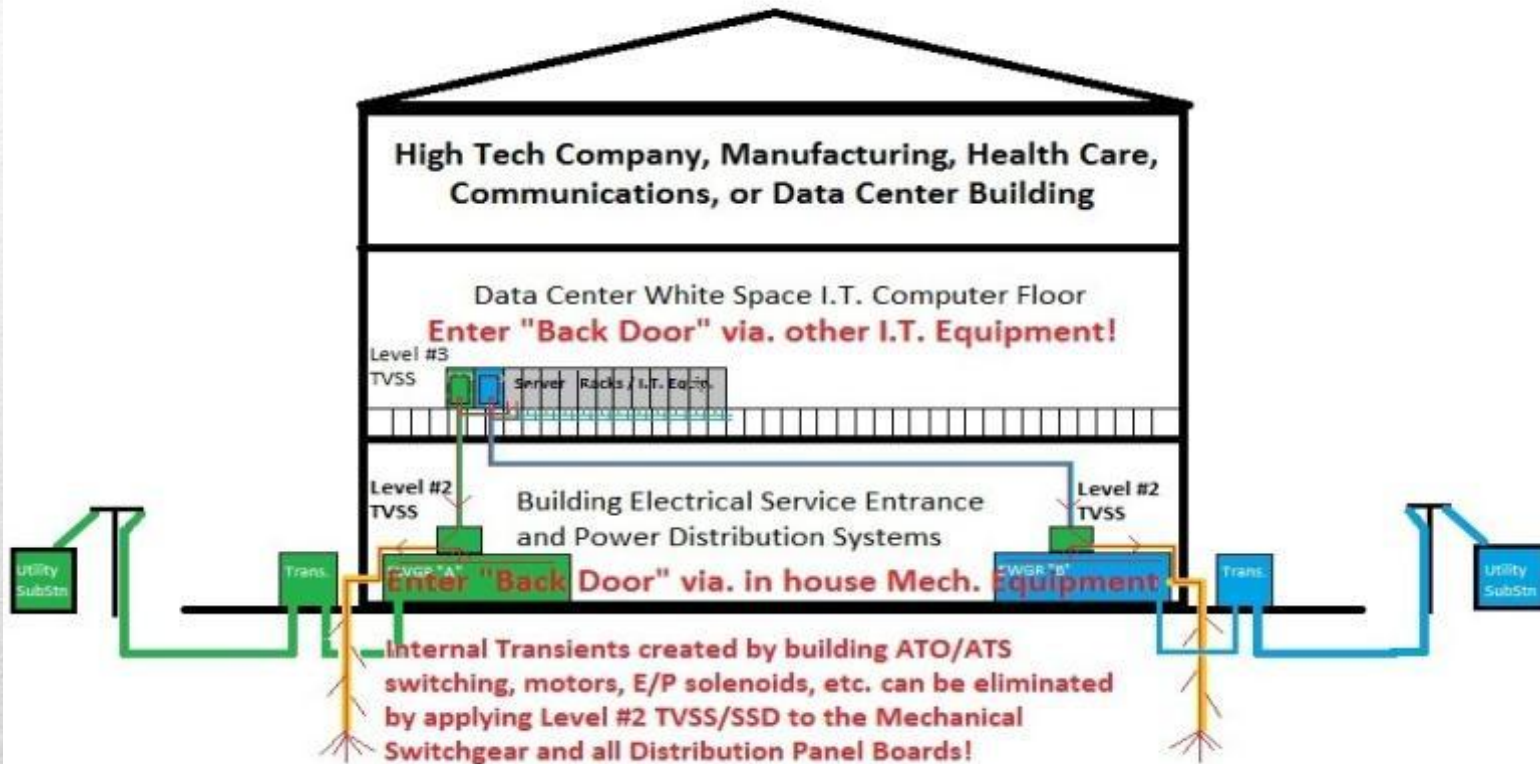 High Tech Company, Manufacturing, Health Care,
Communications, or Data Center Building
Data Center White Space I.T. Computer Floor
Enter "Back Door" via. other I.T. Equipment!
Level #3
TVSS
Server Racks / I.T. Equip.
Level #2
TVSS
Building Electrical Service Entrance
and Power Distribution Systems
Level #2
TVSS
Utility
SubStn
Trans.
SWGR "A"
Enter "Back Door" via. in house Mech. Equipment
SWGR "B"
Trans.
Utility
SubStn
Internal Transients created by building ATO/ATS
switching, motors, E/P solenoids, etc. can be eliminated
by applying Level #2 TVSS/SSD to the Mechanical
Switchgear and all Distribution Panel Boards!